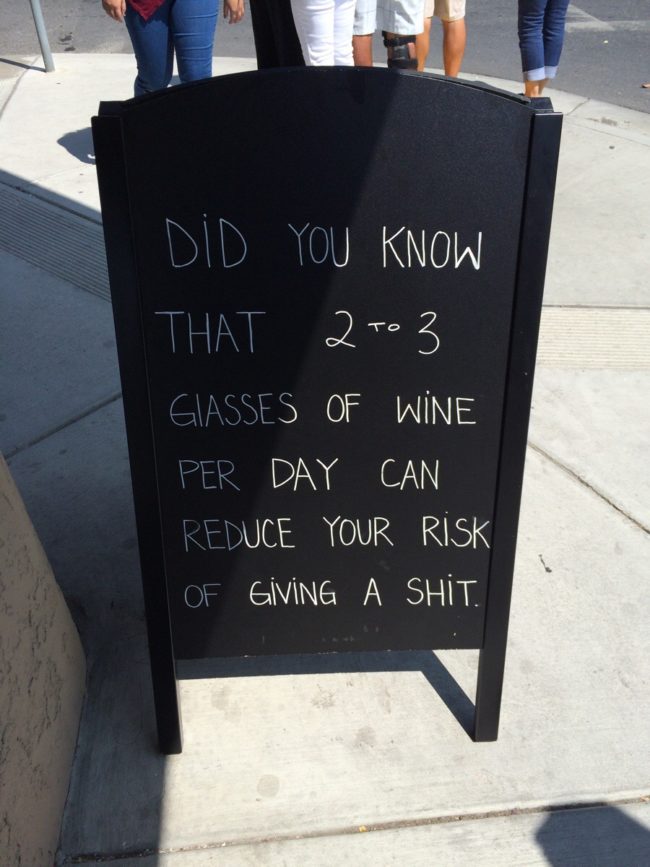 DID YOU KNOW
THAT 2 TO 3
GLASSES OF WINE
PER DAY CAN
REDUCE YOUR RISK
OF GIVING A SHIT.